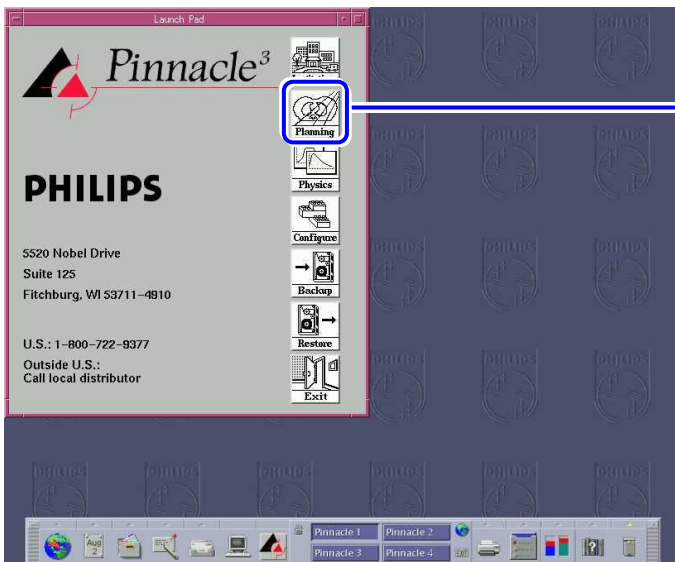 Launch Pad
Pinnacle³
Planning
PHILIPS
Physics
Configure
5520 Nobel Drive
Suite 125
Fitchburg, WI 53711-4910
Backup
U.S.: 1-800-722-9377
Restore
Outside U.S.:
Call local distributor
Exit
PHILIPS
Aug
2
Pinnacle 1
Pinnacle 2
Pinnacle 3
Pinnacle 4
EXIT